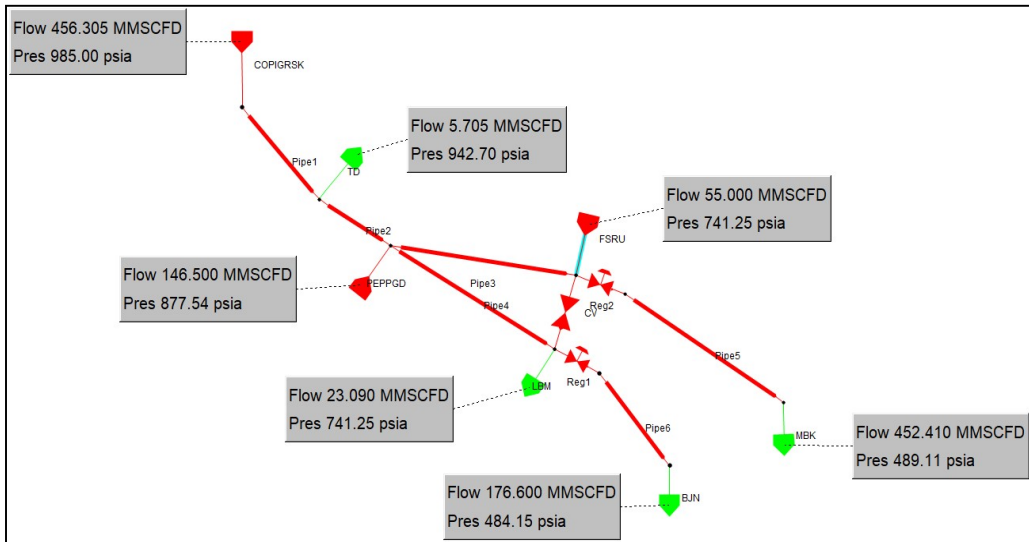 Flow 456.305 MMSCFD
Pres 985.00 psia
COPIGRSK
Pipe1
Flow 5.705 MMSCFD
Pres 942.70 psia
TD
Pipe2
Flow 55.000 MMSCFD
Pres 741.25 psia
FSRU
Flow 146.500 MMSCFD
Pres 877.54 psia
PEPPGD
Pipe3
Pipe4
Reg2
CV
Pipe5
Flow 23.090 MMSCFD
Pres 741.25 psia
LBM
Reg1
Pipe6
MBK
Flow 452.410 MMSCFD
Pres 489.11 psia
Flow 176.600 MMSCFD
Pres 484.15 psia
BJN